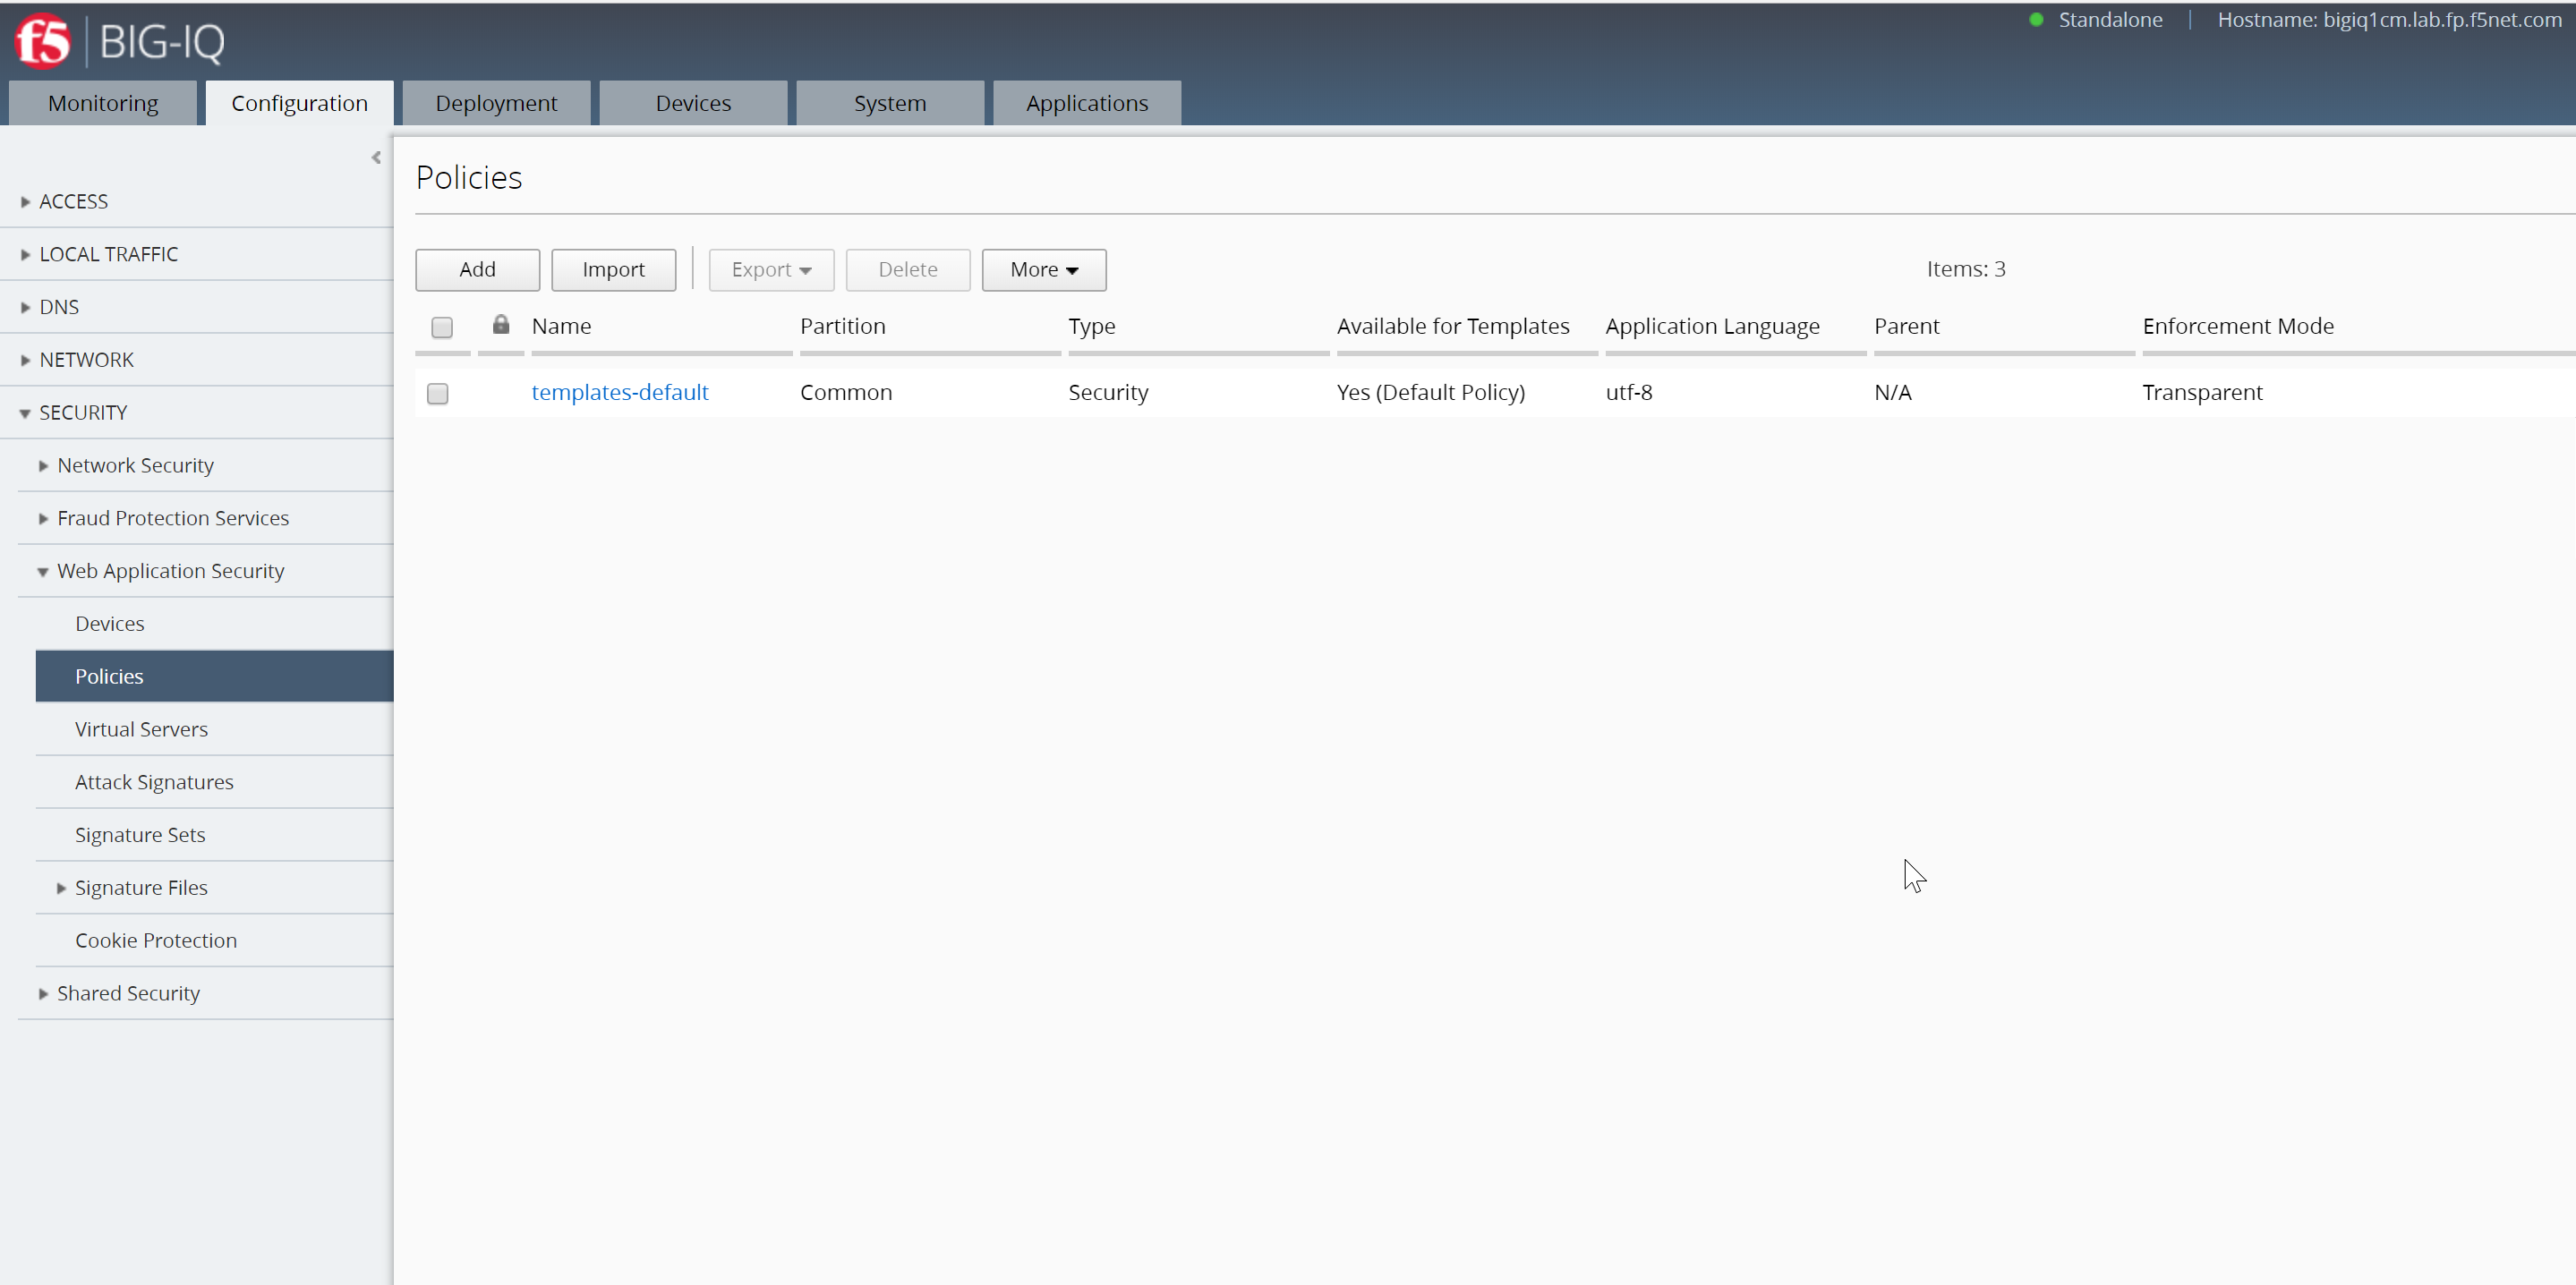 f5 BIG-IQ
Standalone | Hostname: bigiq1cm.lab.fp.f5net.com
Monitoring Configuration Deployment Devices System Applications
ACCESS
LOCAL TRAFFIC
DNS
NETWORK
SECURITY
Network Security
Fraud Protection Services
Web Application Security
Devices
Policies
Virtual Servers
Attack Signatures
Signature Sets
Signature Files
Cookie Protection
Shared Security
Policies
Add Import Export Delete More Items: 3
Name Partition Type Available for Templates Application Language Parent Enforcement Mode
templates-default Common Security Yes (Default Policy) utf-8 N/A Transparent